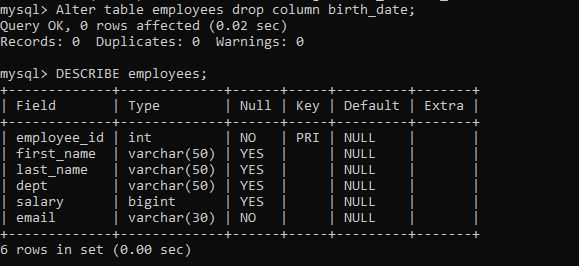 mysql> Alter table employees drop column birth_date;
Query OK, 0 rows affected (0.02 sec)
Records: 0  Duplicates: 0  Warnings: 0
mysql> DESCRIBE employees;
+-------------+-------------+------+-----+---------+-------+
| Field       | Type        | Null | Key | Default | Extra |
+-------------+-------------+------+-----+---------+-------+
| employee_id | int         | NO   | PRI | NULL    |       |
| first_name  | varchar(50) | YES  |     | NULL    |       |
| last_name   | varchar(50) | YES  |     | NULL    |       |
| dept        | varchar(50) | YES  |     | NULL    |       |
| salary      | bigint      | YES  |     | NULL    |       |
| email       | varchar(30) | NO   |     | NULL    |       |
+-------------+-------------+------+-----+---------+-------+
6 rows in set (0.00 sec)